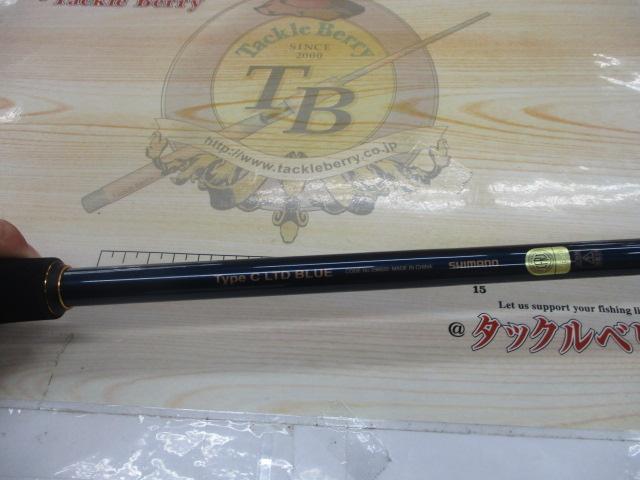 Tackle Berry
Tackle Berry
SINCE
2000
TB
http://www.tackleberry.co.jp
Type C LTD BLUE
MADE IN CHINA
SHIMANO
15
Let us support your fishing li
@タックルベ